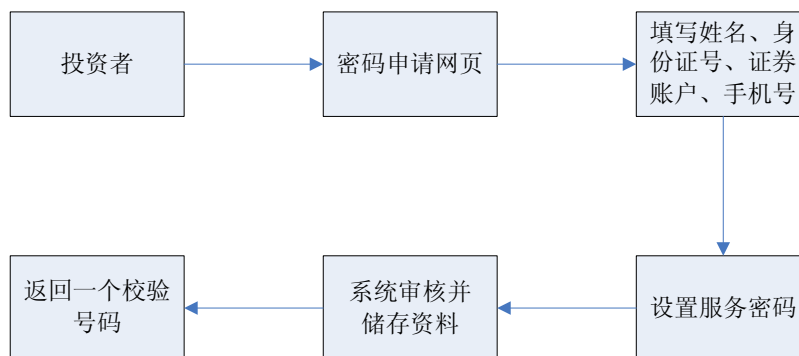 投资者
密码申请网页
填写姓名、身
份证号、证券
账户、手机号
设置服务密码
系统审核并
储存资料
返回一个校验
号码